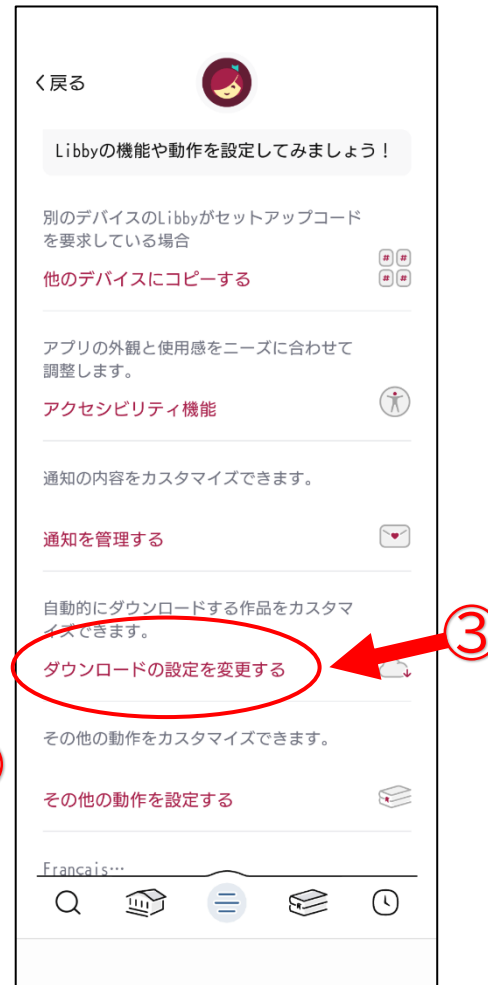 戻る
Libbyの機能や動作を設定してみましょう！
別のデバイスのLibbyがセットアップコード
を要求している場合
他のデバイスにコピーする
# #
# #
アプリの外観と使用感をニーズに合わせて
調整します。
アクセシビリティ機能
通知の内容をカスタマイズできます。
通知を管理する
自動的にダウンロードする作品をカスタマ
イズできます。
ダウンロードの設定を変更する
③
その他の動作をカスタマイズできます。
その他の動作を設定する
Français…